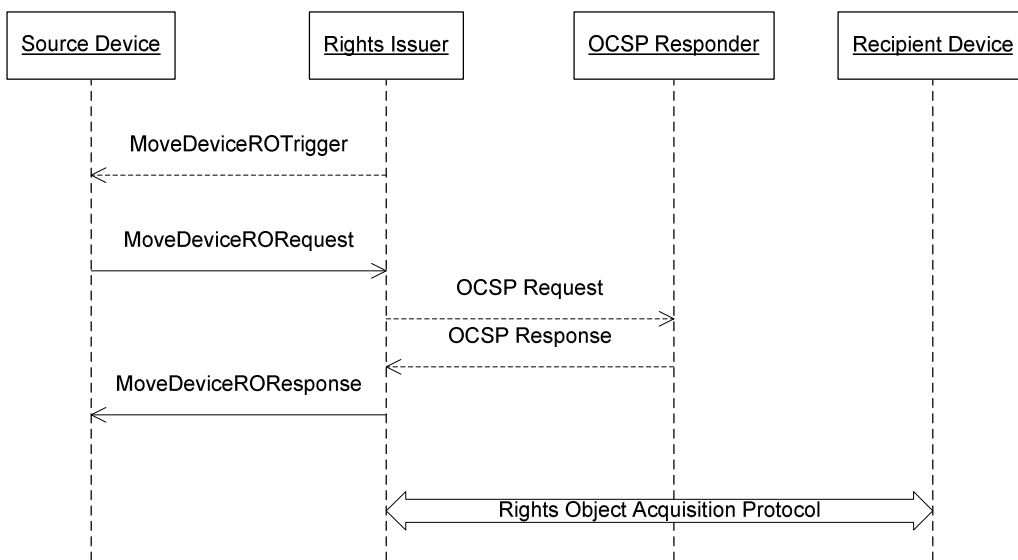 Source Device
Rights Issuer
OCSP Responder
Recipient Device
MoveDeviceROTrigger
MoveDeviceRORequest
OCSP Request
OCSP Response
MoveDeviceROResponse
Rights Object Acquisition Protocol